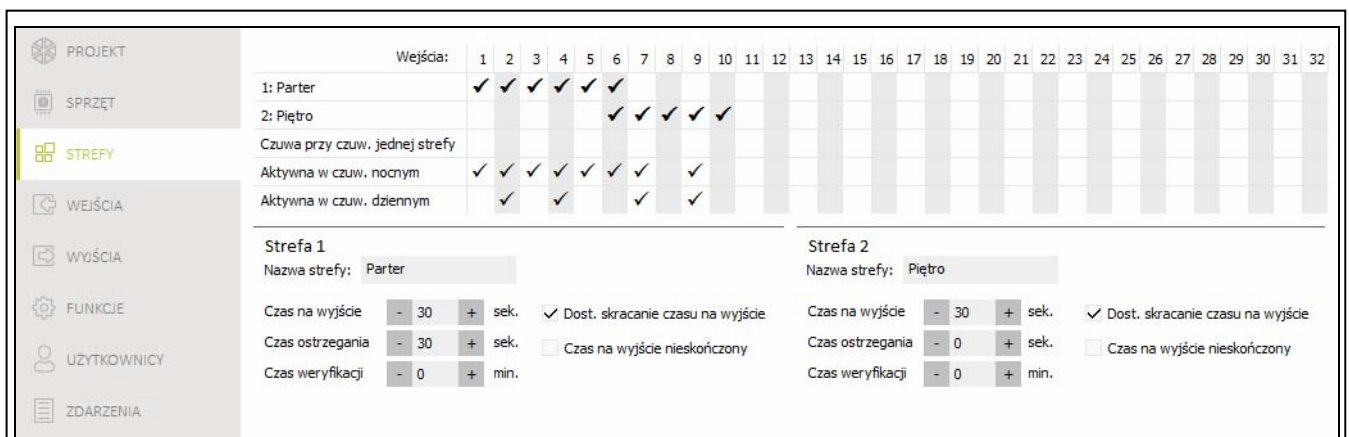 PROJEKT
SPRZĘT
STREFY
WEJŚCIA
WYJŚCIA
FUNKCJE
UŻYTKOWNICY
ZDARZENIA
Wejścia: 1 2 3 4 5 6 7 8 9 10 11 12 13 14 15 16 17 18 19 20 21 22 23 24 25 26 27 28 29 30 31 32
1: Parter ✓ ✓ ✓ ✓ ✓ ✓
2: Piętro ✓ ✓ ✓ ✓ ✓
Czuwa przy czuw. jednej strefy
Aktywna w czuw. nocnym ✓ ✓ ✓ ✓ ✓ ✓ ✓ ✓
Aktywna w czuw. dziennym ✓ ✓ ✓ ✓
Strefa 1
Nazwa strefy: Parter
Czas na wyjście - 30 + sek. ✓ Dost. skracanie czasu na wyjście
Czas ostrzegania - 30 + sek. Czas na wyjście nieskończony
Czas weryfikacji - 0 + min.
Strefa 2
Nazwa strefy: Piętro
Czas na wyjście - 30 + sek. ✓ Dost. skracanie czasu na wyjście
Czas ostrzegania - 0 + sek. Czas na wyjście nieskończony
Czas weryfikacji - 0 + min.